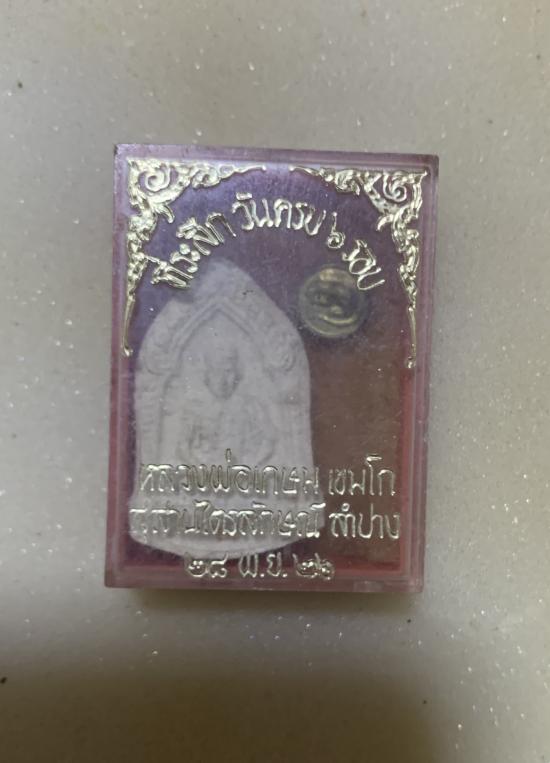 ที่ระลึก วันครบ ๖ รอบ
หลวงพ่อเกษม เขมโก
สุสานไตรลักษณ์ ลำปาง
๒๘ พ.ย. ๒๖